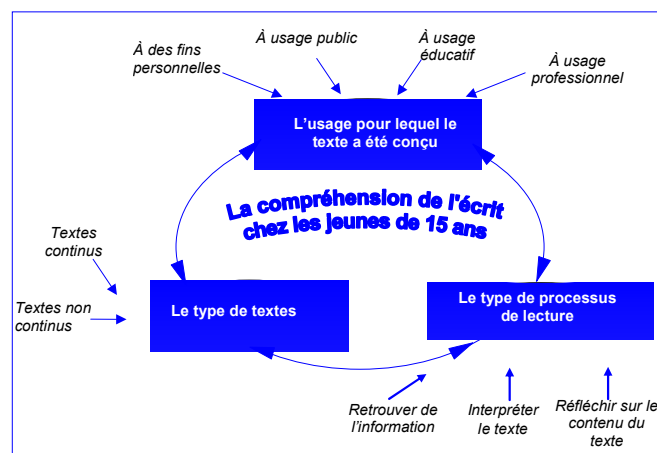 À des fins
personnelles
À usage public
À usage
éducatif
À usage
professionnel
L'usage pour lequel le
texte a été conçu
La compréhension de l'écrit
chez les jeunes de 15 ans
Textes
continus
Textes non
continus
Le type de textes
Le type de processus
de lecture
Retrouver de
l'information
Interpréter
le texte
Réfléchir sur le
contenu du
texte